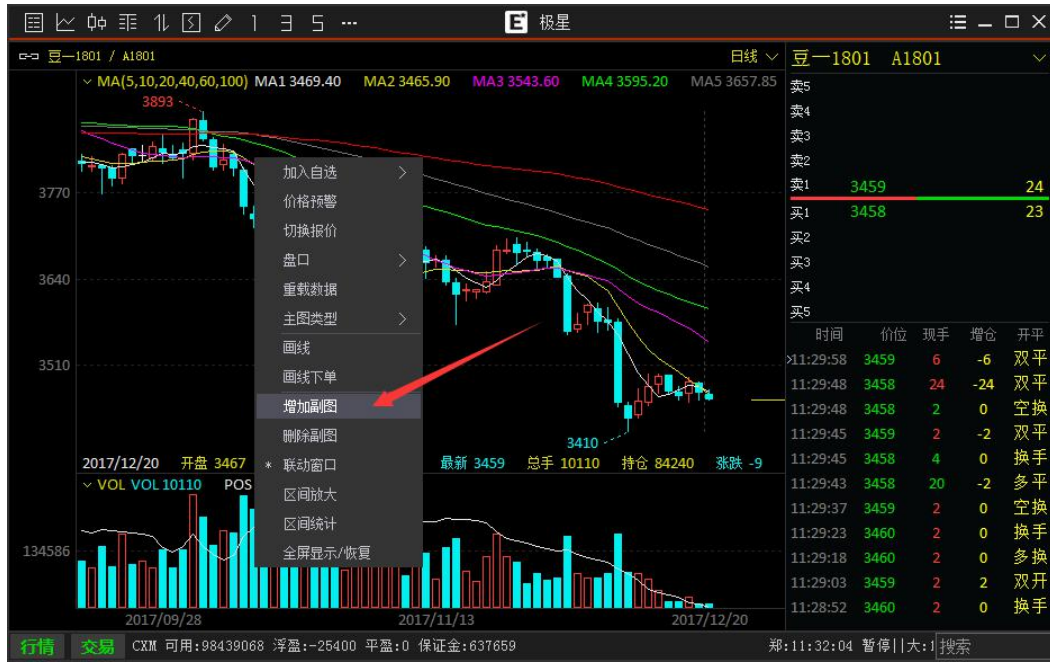 极星
豆一1801 / A1801 日线
MA(5,10,20,40,60,100) MA1 3469.40 MA2 3465.90 MA3 3543.60 MA4 3595.20 MA5 3657.85
3893
3770
3640
3510
3410
加入自选
价格预警
切换报价
盘口
重载数据
主图类型
画线
画线下单
增加副图
删除副图
* 联动窗口
区间放大
区间统计
全屏显示/恢复
2017/12/20 开盘 3467 最新 3459 总手 10110 持仓 84240 涨跌 -9
VOL VOL 10110 POS
134586
2017/09/28 2017/11/13 2017/12/20
豆一1801 A1801
卖5
卖4
卖3
卖2
卖1 3459 24
买1 3458 23
买2
买3
买4
买5
时间 价位 现手 增仓 开平
11:29:58 3459 6 -6 双平
11:29:48 3458 24 -24 双平
11:29:48 3458 2 0 空换
11:29:45 3459 2 -2 双平
11:29:45 3458 4 0 换手
11:29:43 3458 20 -2 多平
11:29:37 3459 2 0 空换
11:29:23 3460 2 0 换手
11:29:18 3460 2 0 多换
11:29:03 3459 2 2 双开
11:28:52 3460 2 0 换手
行情 交易 CXM 可用:98439068 浮盈:-25400 平盈:0 保证金:637659 郑:11:32:04 暂停||大:1 搜索